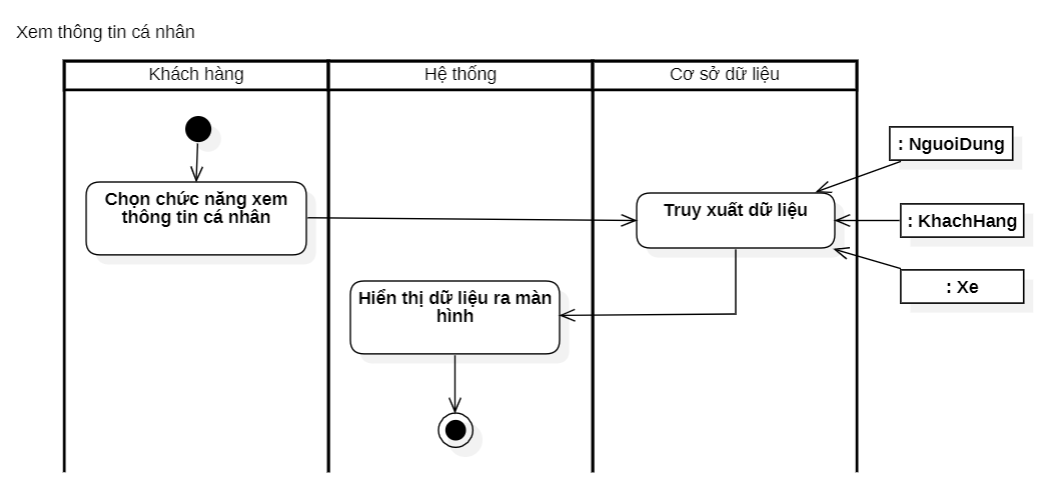 Xem thông tin cá nhân
Khách hàng
Hệ thống
Cơ sở dữ liệu
: NguoiDung
Chọn chức năng xem
thông tin cá nhân
Truy xuất dữ liệu
: KhachHang
: Xe
Hiển thị dữ liệu ra màn
hình